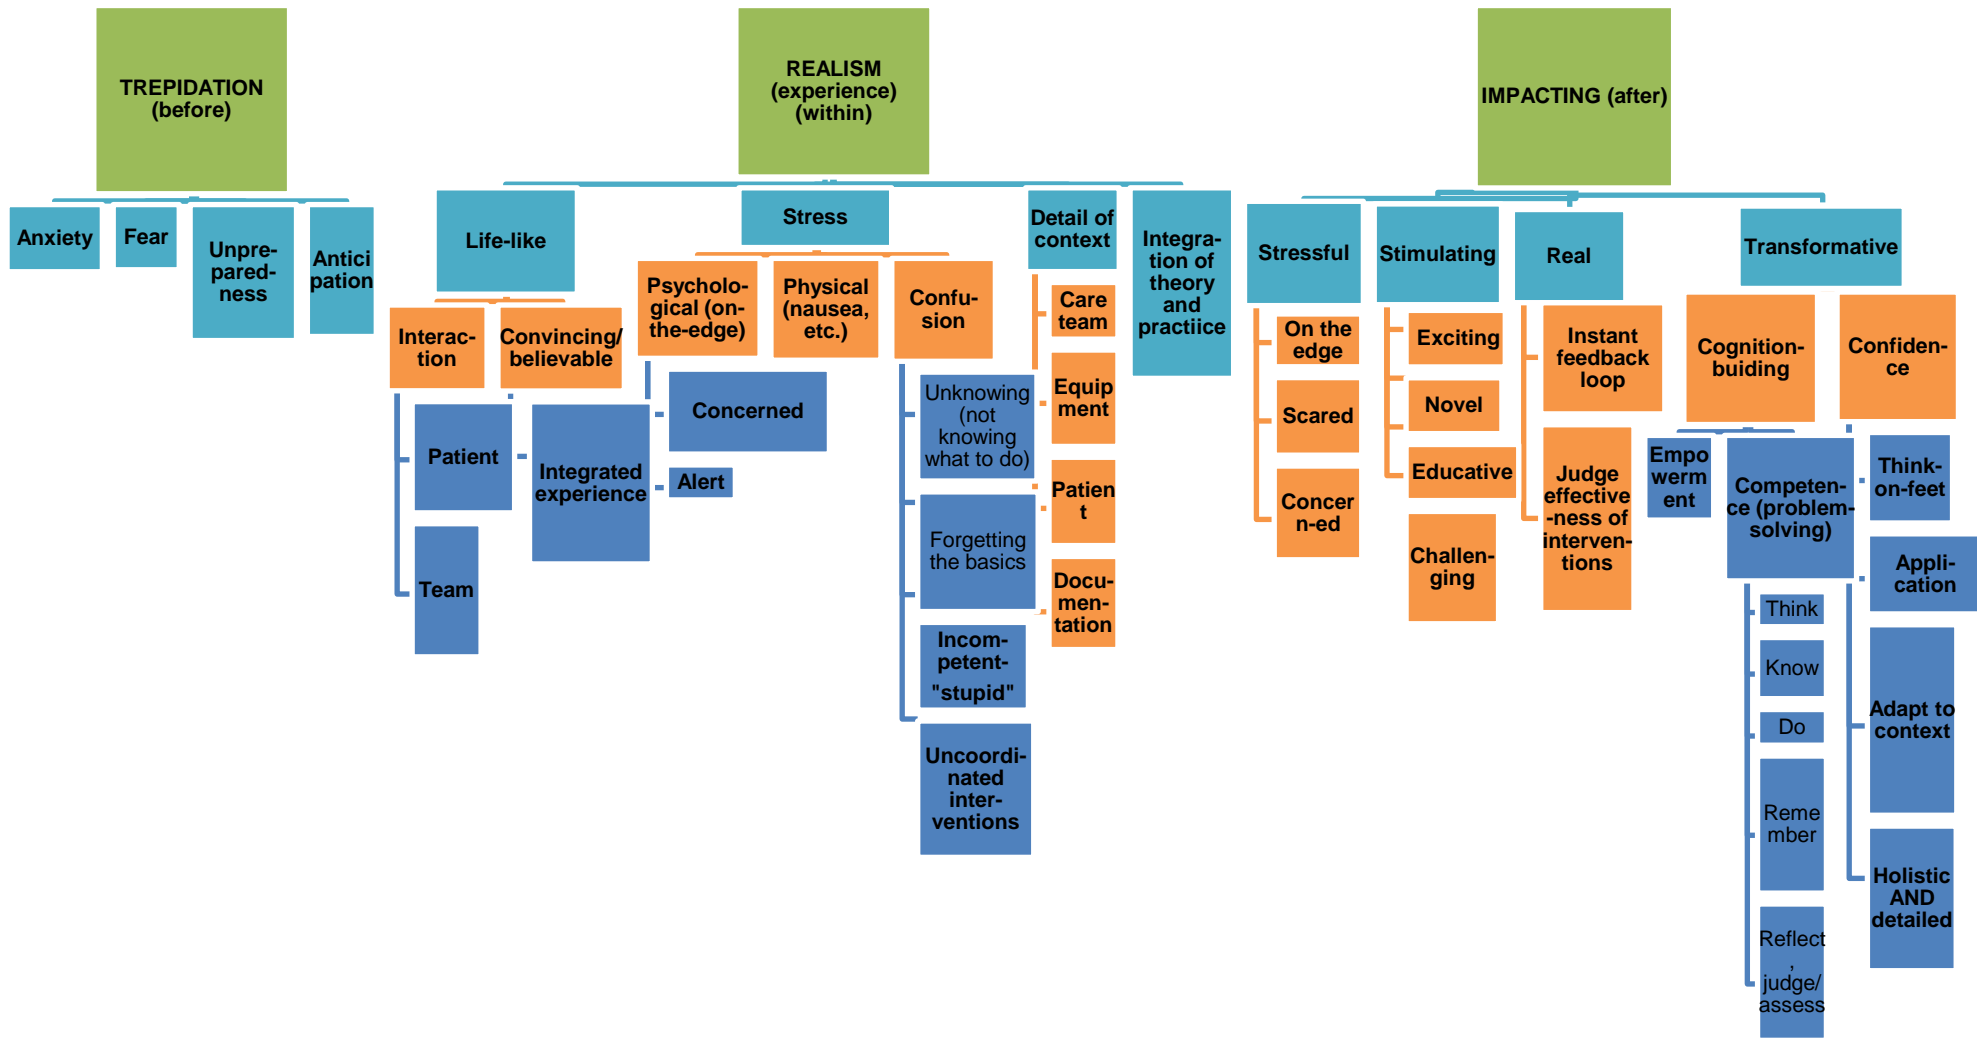 TREPIDATION
(before)
REALISM
(experience)
(within)
IMPACTING (after)
Anxiety
Fear
Unpre-
pared-
ness
Antici
pation
Life-like
Stress
Detail of
context
Integra-
tion of
theory
and
practiice
Stressful
Stimulating
Real
Transformative
Interac-
tion
Convincing/
believable
Psycholo-
gical (on-
the-edge)
Physical
(nausea,
etc.)
Confu-
sion
Care
team
Equip
ment
Patien
t
Docu-
men-
tation
On the
edge
Scared
Concer
n-ed
Exciting
Novel
Educative
Challen-
ging
Instant
feedback
loop
Judge
effective
-ness of
interven-
tions
Cognition-
buiding
Confiden-
ce
Patient
Team
Integrated
experience
Concerned
Alert
Unknowing
(not
knowing
what to do)
Forgetting
the basics
Incom-
petent-
"stupid"
Uncoordi-
nated
inter-
ventions
Empo
werm
ent
Competen-
ce (problem-
solving)
Think
Know
Do
Reme
mber
Reflect
,
judge/
assess
Think-
on-feet
Appli-
cation
Adapt to
context
Holistic
AND
detailed